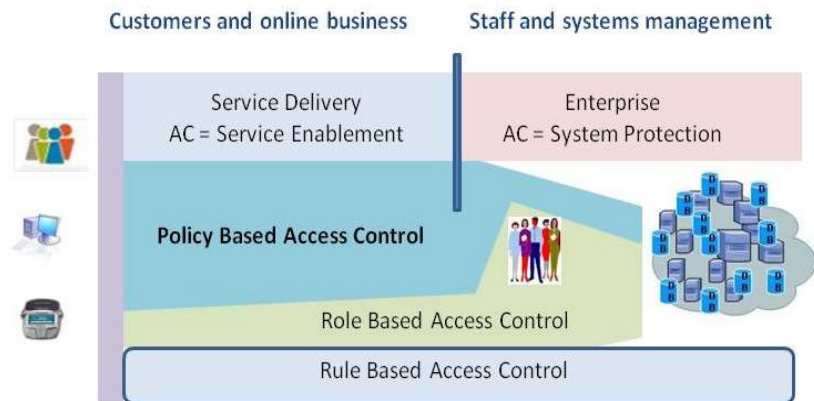 Customers and online business
Staff and systems management
Service Delivery
AC = Service Enablement
Enterprise
AC = System Protection
Policy Based Access Control
Role Based Access Control
Rule Based Access Control
D
B
D
B
D
B
D
B
D
B
D
B
D
B
D
B
D
B
D
B